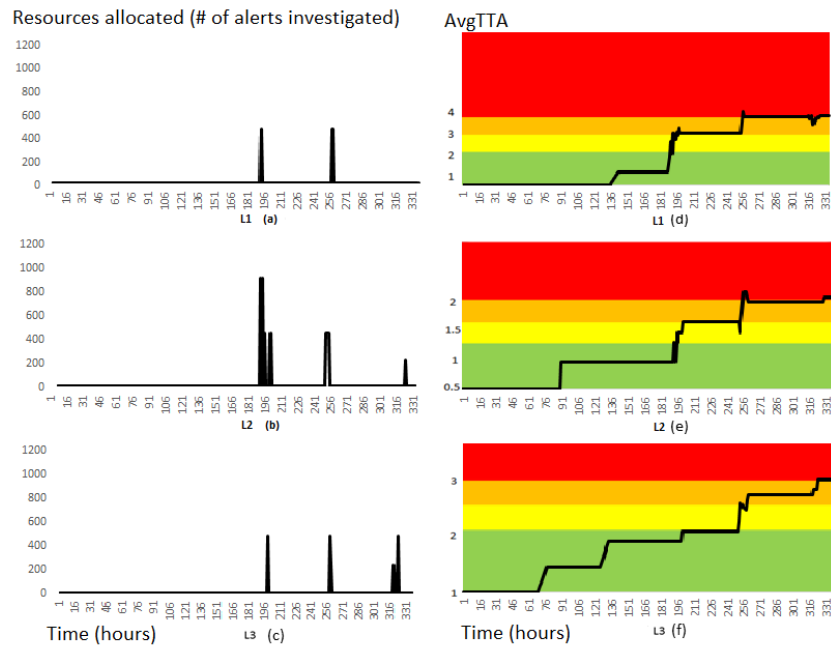 Resources allocated (# of alerts investigated)
1200
1000
800
600
400
200
0
1 16 31 46 61 76 91 106 121 136 151 166 181 196 211 226 241 256 271 286 301 316 331
L1 (a)
AvgTTA
4
3
2
1
1 16 31 46 61 76 91 106 121 136 151 166 181 196 211 226 241 256 271 286 301 316 331
L1 (d)
1200
1000
800
600
400
200
0
1 16 31 46 61 76 91 106 121 136 151 166 181 196 211 226 241 256 271 286 301 316 331
L2 (b)
2
1.5
1
0.5
1 16 31 46 61 76 91 106 121 136 151 166 181 196 211 226 241 256 271 286 301 316 331
L2 (e)
1200
1000
800
600
400
200
0
1 16 31 46 61 76 91 106 121 136 151 166 181 196 211 226 241 256 271 286 301 316 331
Time (hours)
L3 (c)
3
2
1
1 16 31 46 61 76 91 106 121 136 151 166 181 196 211 226 241 256 271 286 301 316 331
Time (hours)
L3 (f)